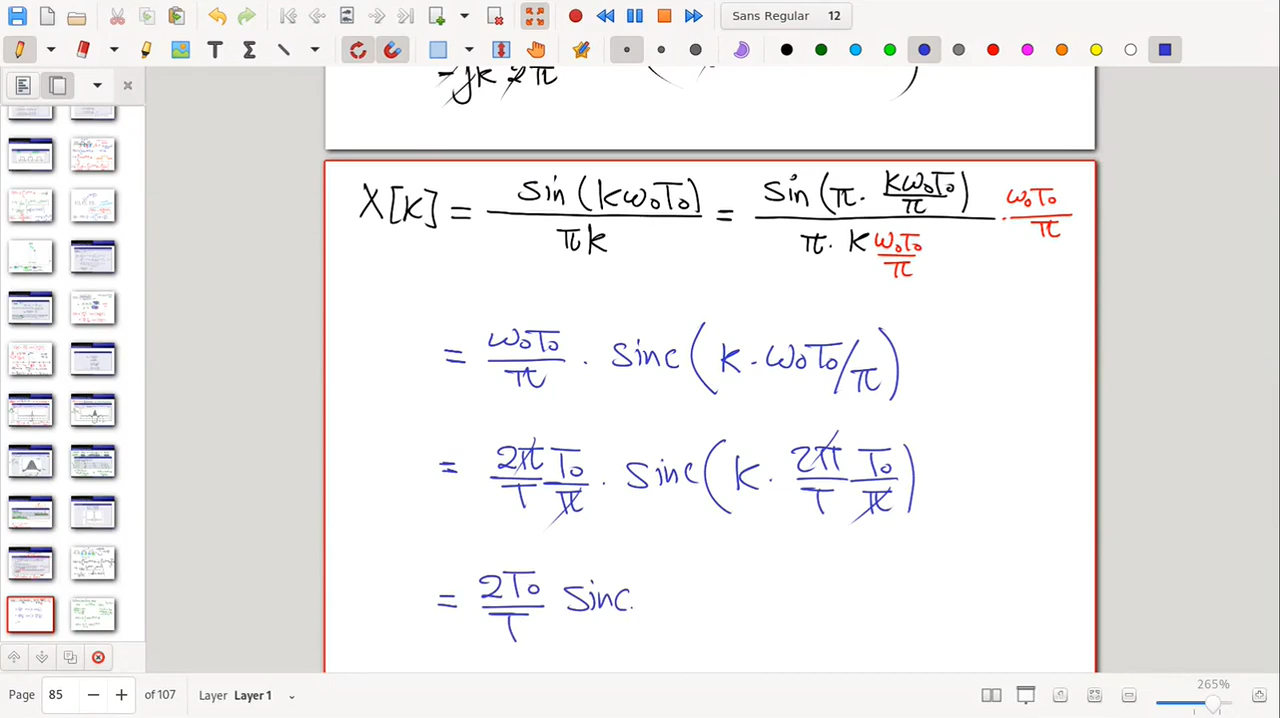 Sans Regular 12
-jk 2π
X[k] = sin(kω₀T₀) / πk = sin(π · kω₀T₀/π) / (π · k ω₀T₀/π) · ω₀T₀/π
= ω₀T₀/π · sinc(k · ω₀T₀/π)
= 2π/T T₀/π · sinc(k · 2π/T T₀/π)
= 2T₀/T sinc
Page 85 of 107 Layer Layer 1 265%